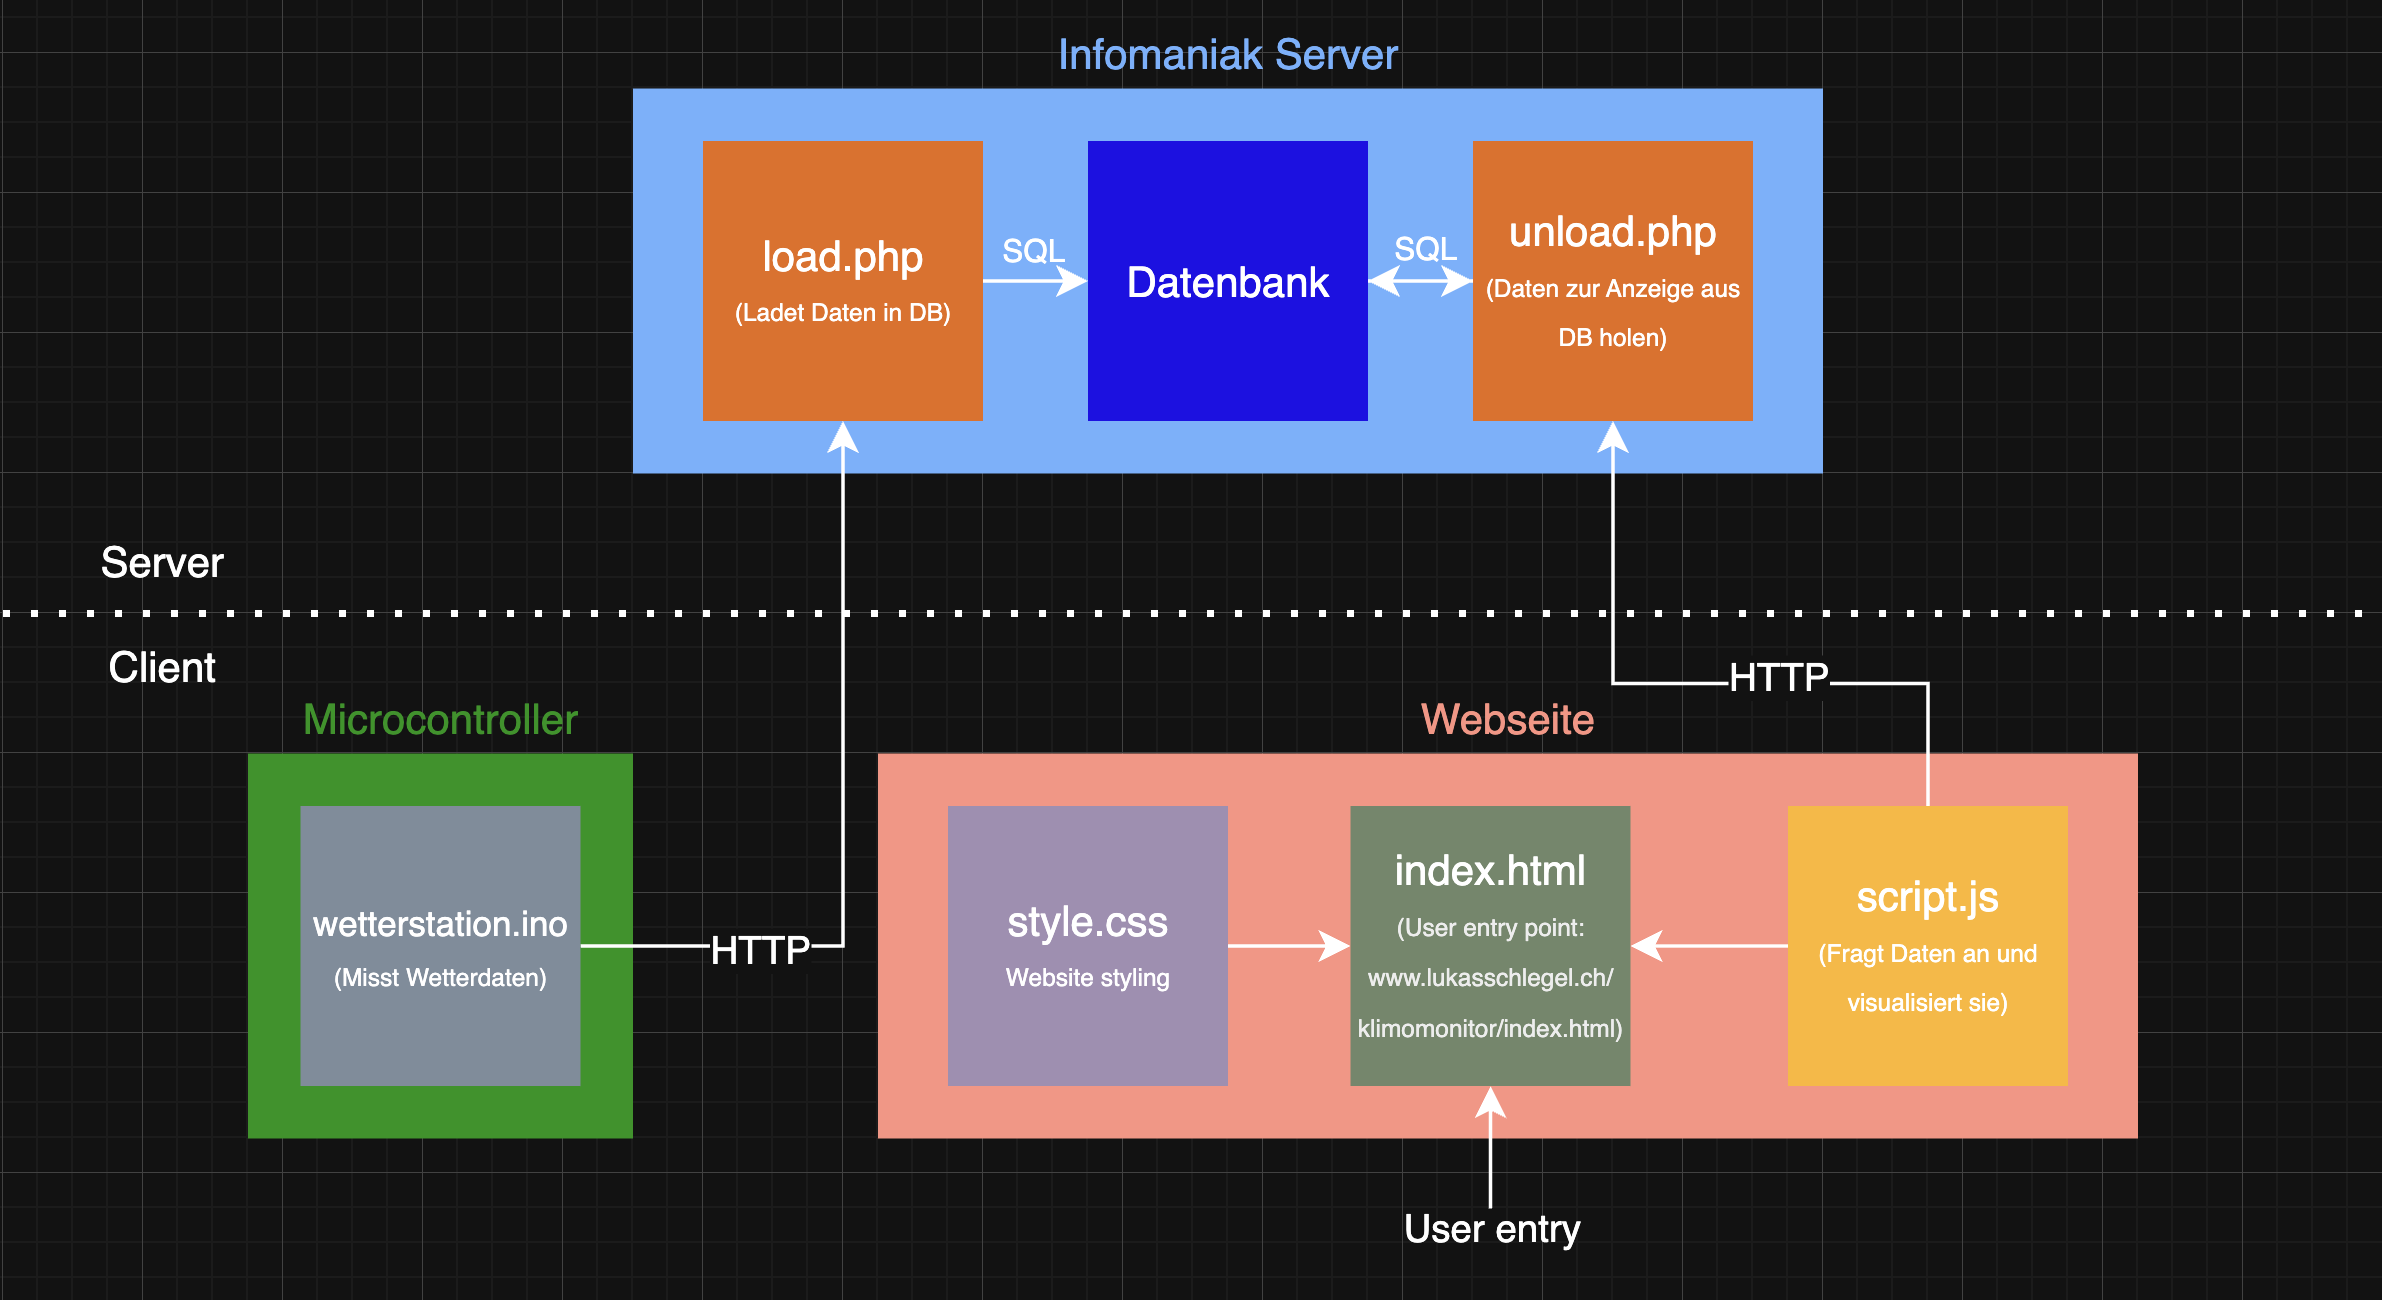 Infomaniak Server
load.php
(Ladet Daten in DB)
SQL
Datenbank
SQL
unload.php
(Daten zur Anzeige aus
DB holen)
Server
Client
Microcontroller
wetterstation.ino
(Misst Wetterdaten)
HTTP
HTTP
Webseite
style.css
Website styling
index.html
(User entry point:
www.lukasschlegel.ch/
klimomonitor/index.html)
script.js
(Fragt Daten an und
visualisiert sie)
User entry